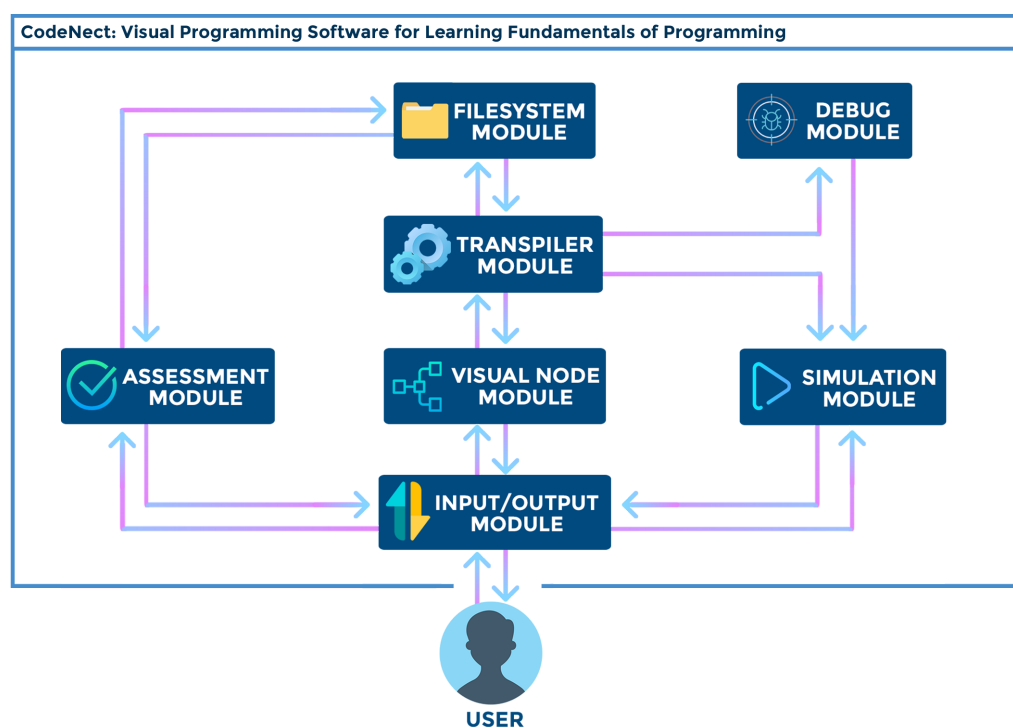 CodeNect: Visual Programming Software for Learning Fundamentals of Programming
FILESYSTEM
MODULE
DEBUG
MODULE
TRANSPILER
MODULE
ASSESSMENT
MODULE
VISUAL NODE
MODULE
SIMULATION
MODULE
INPUT/OUTPUT
MODULE
USER